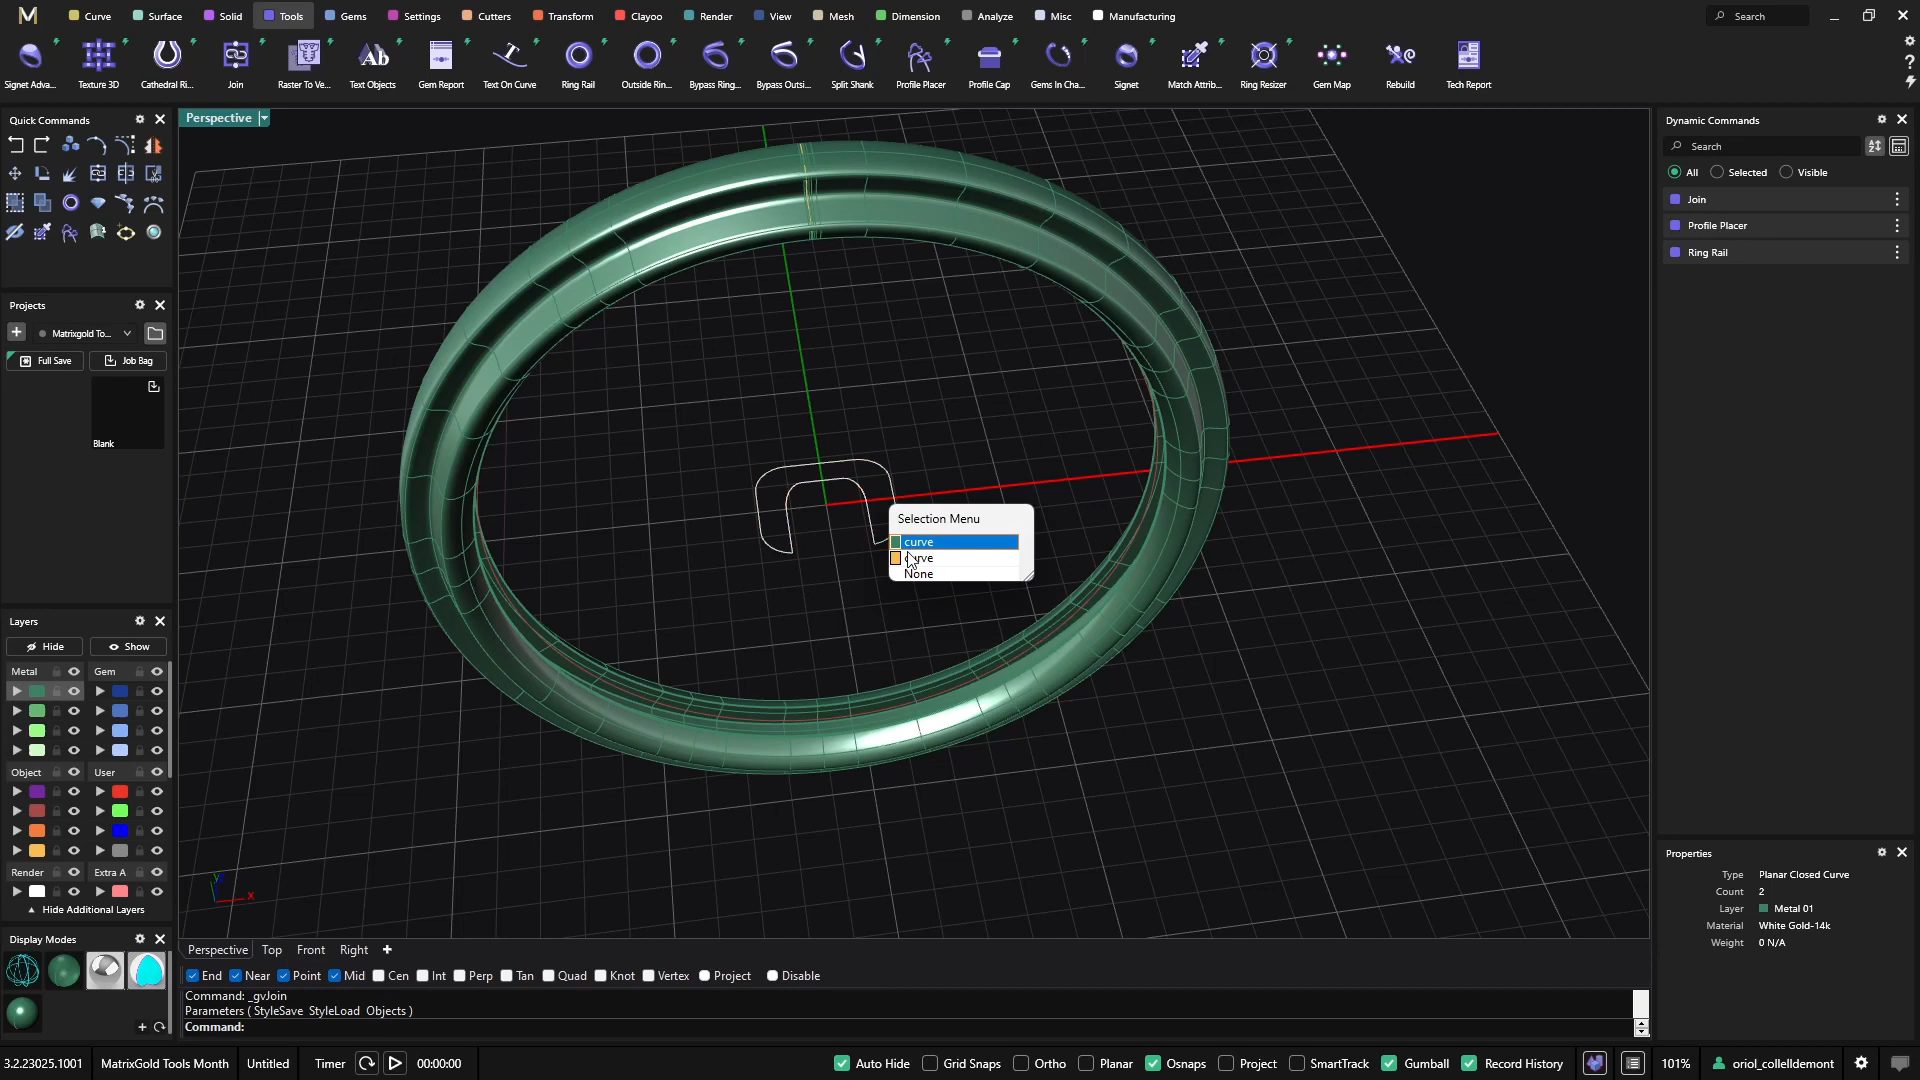 Curve Surface Solid Tools Gems Settings Cutters Transform Clayoo Render View Mesh Dimension Analyze Misc Manufacturing Search
Signet Adva... Texture 3D Cathedral Ri... Join Raster To Ve... Text Objects Gem Report Text On Curve Ring Rail Outside Rin... Bypass Ring... Bypass Outsi... Split Shank Profile Placer Profile Cap Gems In Cha... Signet Match Attrib... Ring Resizer Gem Map Rebuild Tech Report
Quick Commands
Projects
Matrixgold To...
Full Save Job Bag
Blank
Layers
Hide Show
Metal Gem
Object User
Render Extra A
Hide Additional Layers
Display Modes
Perspective
Selection Menu
curve
curve
None
y
x
Perspective Top Front Right
End Near Point Mid Cen Int Perp Tan Quad Knot Vertex Project Disable
Command: _gvJoin
Parameters ( StyleSave StyleLoad Objects )
Command:
Dynamic Commands
Search
All Selected Visible
Join
Profile Placer
Ring Rail
Properties
Type Planar Closed Curve
Count 2
Layer Metal 01
Material White Gold-14k
Weight 0 N/A
3.2.23025.1001 MatrixGold Tools Month Untitled Timer 00:00:00 Auto Hide Grid Snaps Ortho Planar Osnaps Project SmartTrack Gumball Record History 101% oriol_collelldemont